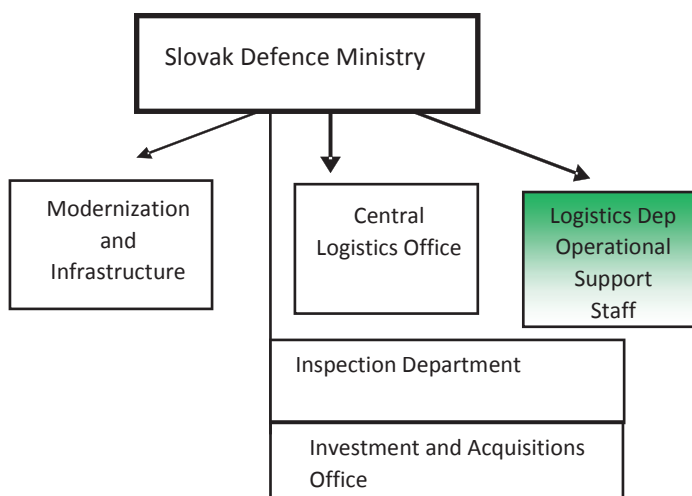 Slovak Defence Ministry
Modernization
and
Infrastructure
Central
Logistics Office
Logistics Dep
Operational
Support
Staff
Inspection Department
Investment and Acquisitions
Office